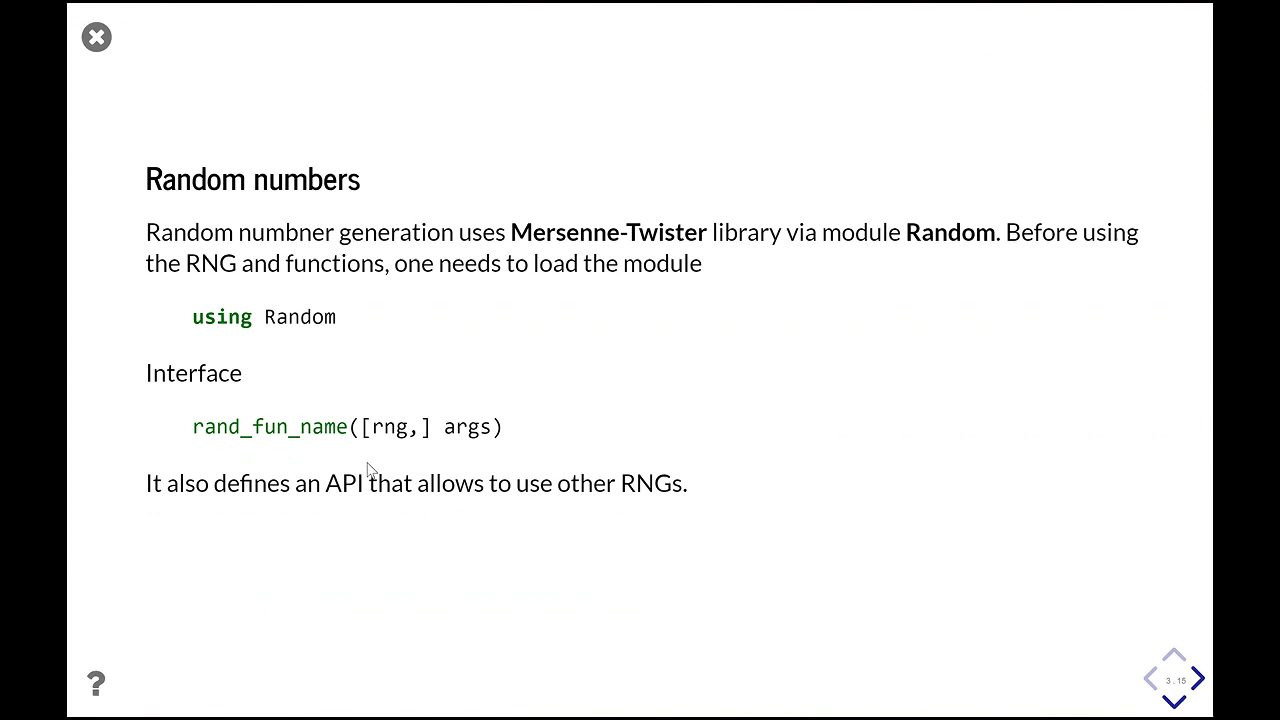 Random numbers
Random numbner generation uses Mersenne-Twister library via module Random. Before using
the RNG and functions, one needs to load the module
using Random
Interface
rand_fun_name([rng,] args)
It also defines an API that allows to use other RNGs.
?
3.15